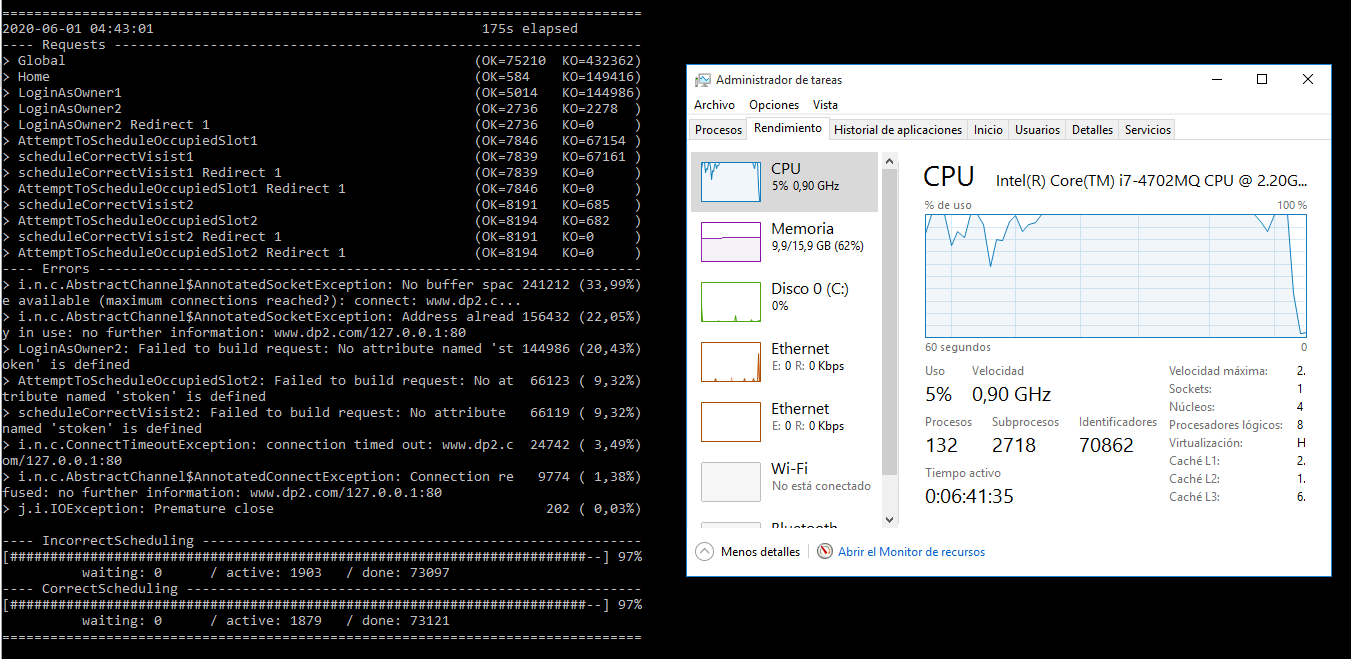 ================================================================================
2020-06-01 04:43:01                                         175s elapsed
---- Requests ------------------------------------------------------------------
> Global                                                   (OK=75210  KO=432362)
> Home                                                     (OK=584    KO=149416)
> LoginAsOwner1                                            (OK=5014   KO=144986)
> LoginAsOwner2                                            (OK=2736   KO=2278  )
> LoginAsOwner2 Redirect 1                                 (OK=2736   KO=0     )
> AttemptToScheduleOccupiedSlot1                           (OK=7846   KO=67154 )
> scheduleCorrectVisist1                                   (OK=7839   KO=67161 )
> scheduleCorrectVisist1 Redirect 1                        (OK=7839   KO=0     )
> AttemptToScheduleOccupiedSlot1 Redirect 1                (OK=7846   KO=0     )
> scheduleCorrectVisist2                                   (OK=8191   KO=685   )
> AttemptToScheduleOccupiedSlot2                           (OK=8194   KO=682   )
> scheduleCorrectVisist2 Redirect 1                        (OK=8191   KO=0     )
> AttemptToScheduleOccupiedSlot2 Redirect 1                (OK=8194   KO=0     )
---- Errors --------------------------------------------------------------------
> i.n.c.AbstractChannel$AnnotatedSocketException: No buffer spac 241212 (33,99%)
e available (maximum connections reached?): connect: www.dp2.c...
> i.n.c.AbstractChannel$AnnotatedSocketException: Address alread 156432 (22,05%)
y in use: no further information: www.dp2.com/127.0.0.1:80
> LoginAsOwner2: Failed to build request: No attribute named 'st 144986 (20,43%)
oken' is defined
> AttemptToScheduleOccupiedSlot2: Failed to build request: No at  66123 ( 9,32%)
tribute named 'stoken' is defined
> scheduleCorrectVisist2: Failed to build request: No attribute   66119 ( 9,32%)
named 'stoken' is defined
> i.n.c.ConnectTimeoutException: connection timed out: www.dp2.c  24742 ( 3,49%)
om/127.0.0.1:80
> i.n.c.AbstractChannel$AnnotatedConnectException: Connection re   9774 ( 1,38%)
fused: no further information: www.dp2.com/127.0.0.1:80
> j.i.IOException: Premature close                                  202 ( 0,03%)
---- IncorrectScheduling -------------------------------------------------------
[##########################################################################--] 97%
          waiting: 0      / active: 1903   / done: 73097
---- CorrectScheduling ---------------------------------------------------------
[##########################################################################--] 97%
          waiting: 0      / active: 1879   / done: 73121
================================================================================
Administrador de tareas
Archivo Opciones Vista
Procesos Rendimiento Historial de aplicaciones Inicio Usuarios Detalles Servicios
CPU
5% 0,90 GHz
Memoria
9,9/15,9 GB (62%)
Disco 0 (C:)
0%
Ethernet
E: 0 R: 0 Kbps
Ethernet
E: 0 R: 0 Kbps
Wi-Fi
No está conectado
Bluetooth
CPU Intel(R) Core(TM) i7-4702MQ CPU @ 2.20G...
% de uso 100 %
60 segundos 0
Uso Velocidad
5% 0,90 GHz
Procesos Subprocesos Identificadores
132 2718 70862
Tiempo activo
0:06:41:35
Velocidad máxima: 2.
Sockets: 1
Núcleos: 4
Procesadores lógicos: 8
Virtualización: H
Caché L1: 2.
Caché L2: 1.
Caché L3: 6.
Menos detalles Abrir el Monitor de recursos